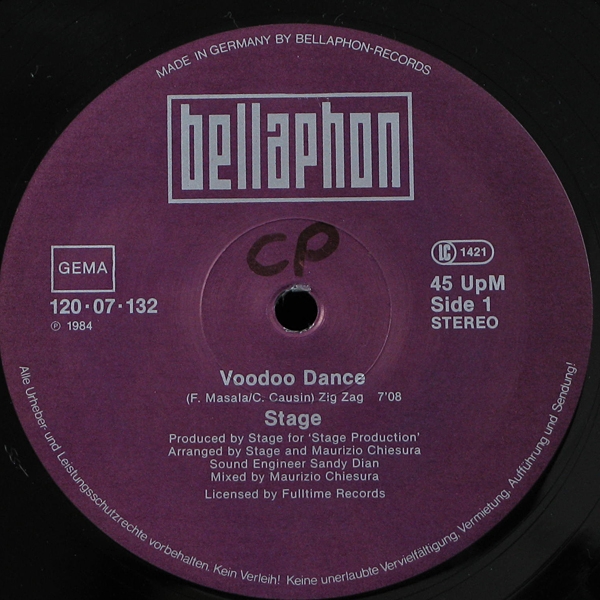 MADE IN GERMANY BY BELLAPHON-RECORDS
bellaphon
CP
GEMA
120·07·132
℗ 1984
LC 1421
45 UpM
Side 1
STEREO
Voodoo Dance
(F. Masala/C. Causin) Zig Zag 7'08
Stage
Produced by Stage for 'Stage Production'
Arranged by Stage and Maurizio Chiesura
Sound Engineer Sandy Dian
Mixed by Maurizio Chiesura
Licensed by Fulltime Records
Alle Urheber- und Leistungsschutzrechte vorbehalten. Kein Verleih! Keine unerlaubte Vervielfältigung, Vermietung, Aufführung und Sendung!